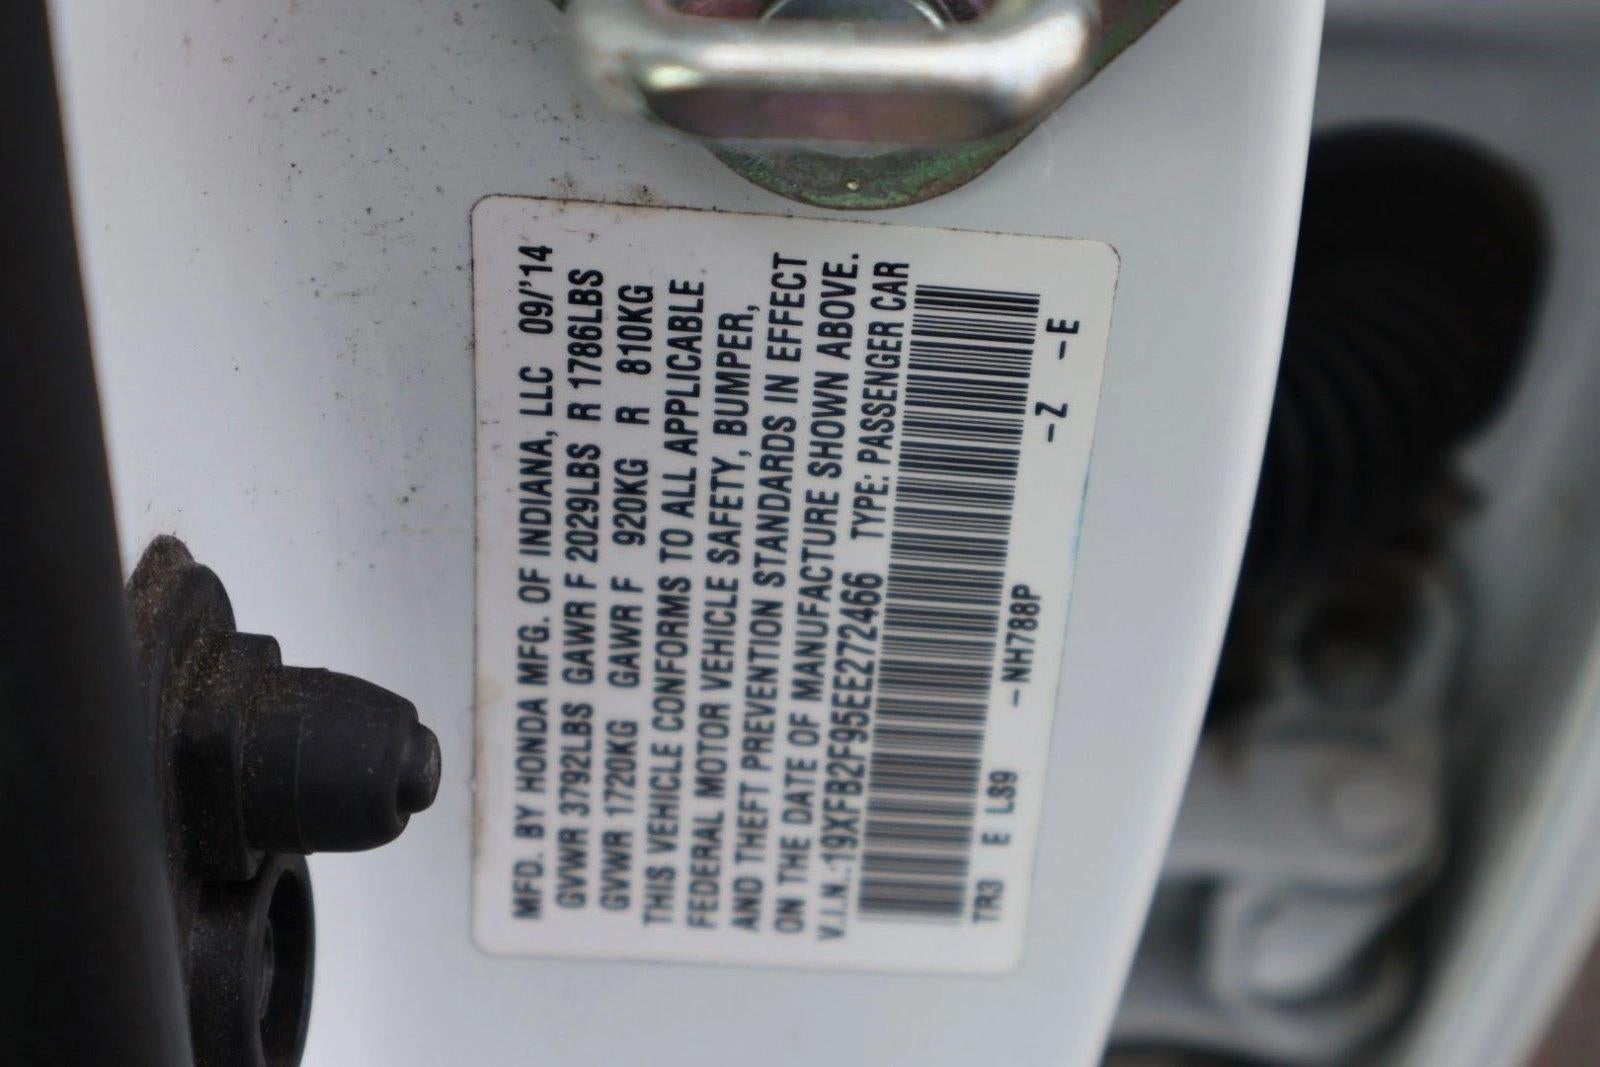 MFD. BY HONDA MFG. OF INDIANA, LLC 09/'14
GVWR 3792LBS GAWR F 2029LBS R 1786LBS
GVWR 1720KG GAWR F 920KG R 810KG
THIS VEHICLE CONFORMS TO ALL APPLICABLE
FEDERAL MOTOR VEHICLE SAFETY, BUMPER,
AND THEFT PREVENTION STANDARDS IN EFFECT
ON THE DATE OF MANUFACTURE SHOWN ABOVE.
V.I.N.:19XFB2F95EE272466 TYPE: PASSENGER CAR
TR3 E LS9 -NH788P -Z -E